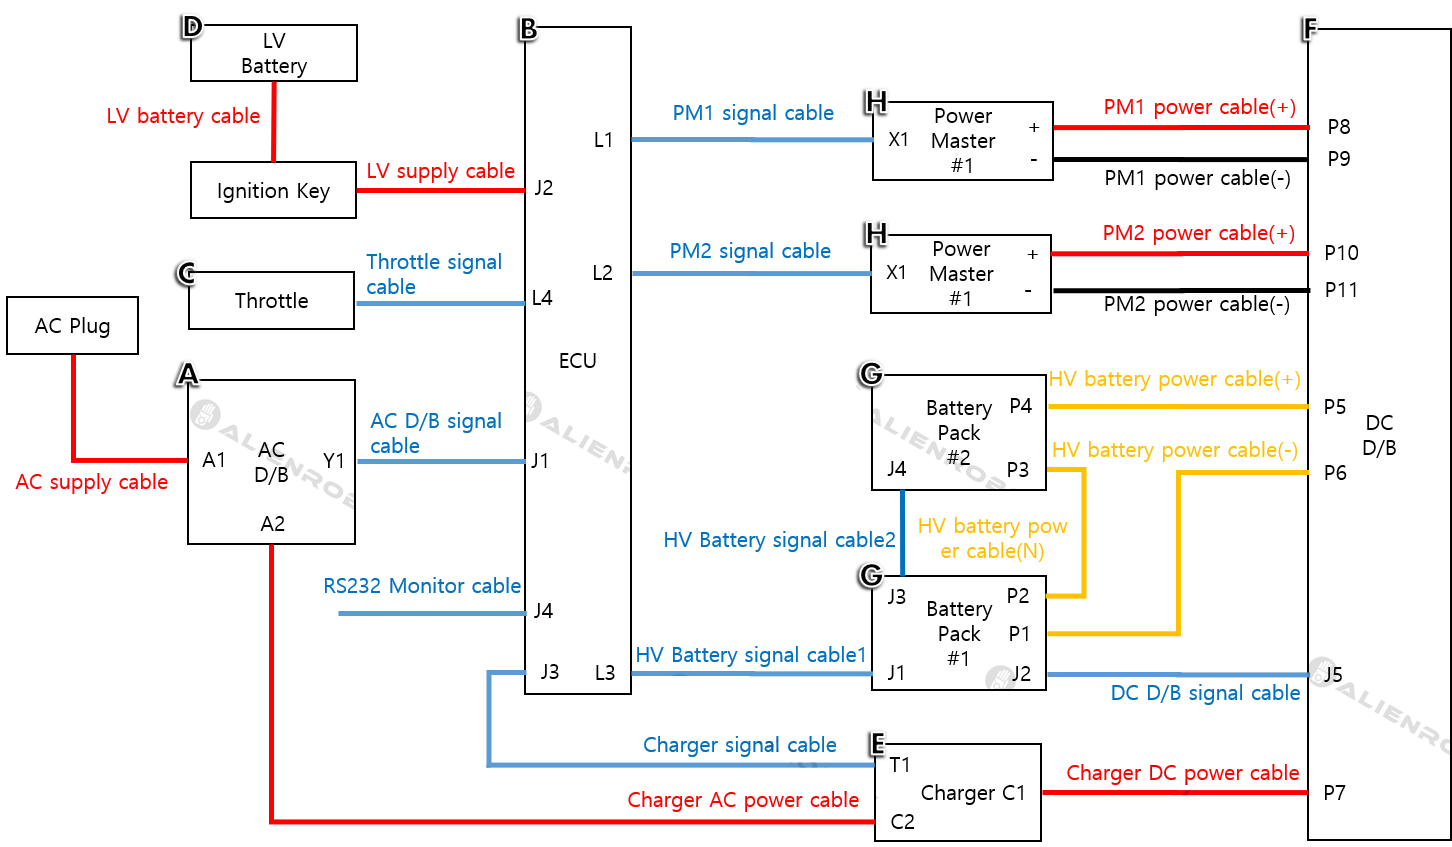 D
LV
Battery
LV battery cable
Ignition Key
LV supply cable
C
Throttle
Throttle signal
cable
AC Plug
AC supply cable
A
A1
AC
D/B
Y1
A2
AC D/B signal
cable
RS232 Monitor cable
B
L1
J2
L2
L4
ECU
J1
J4
J3
L3
PM1 signal cable
H
X1
Power
Master
#1
+
-
PM1 power cable(+)
PM1 power cable(-)
PM2 signal cable
H
X1
Power
Master
#1
+
-
PM2 power cable(+)
PM2 power cable(-)
G
Battery
Pack
#2
P4
J4
P3
HV battery power cable(+)
HV battery power cable(-)
HV Battery signal cable2
HV battery pow
er cable(N)
G
J3
Battery
Pack
#1
P2
P1
J1
J2
HV Battery signal cable1
DC D/B signal cable
Charger signal cable
Charger AC power cable
E
T1
Charger C1
C2
Charger DC power cable
F
P8
P9
P10
P11
P5
DC
D/B
P6
J5
P7
ALIENROB
ALIENR
ALIENROB
ALIENROB